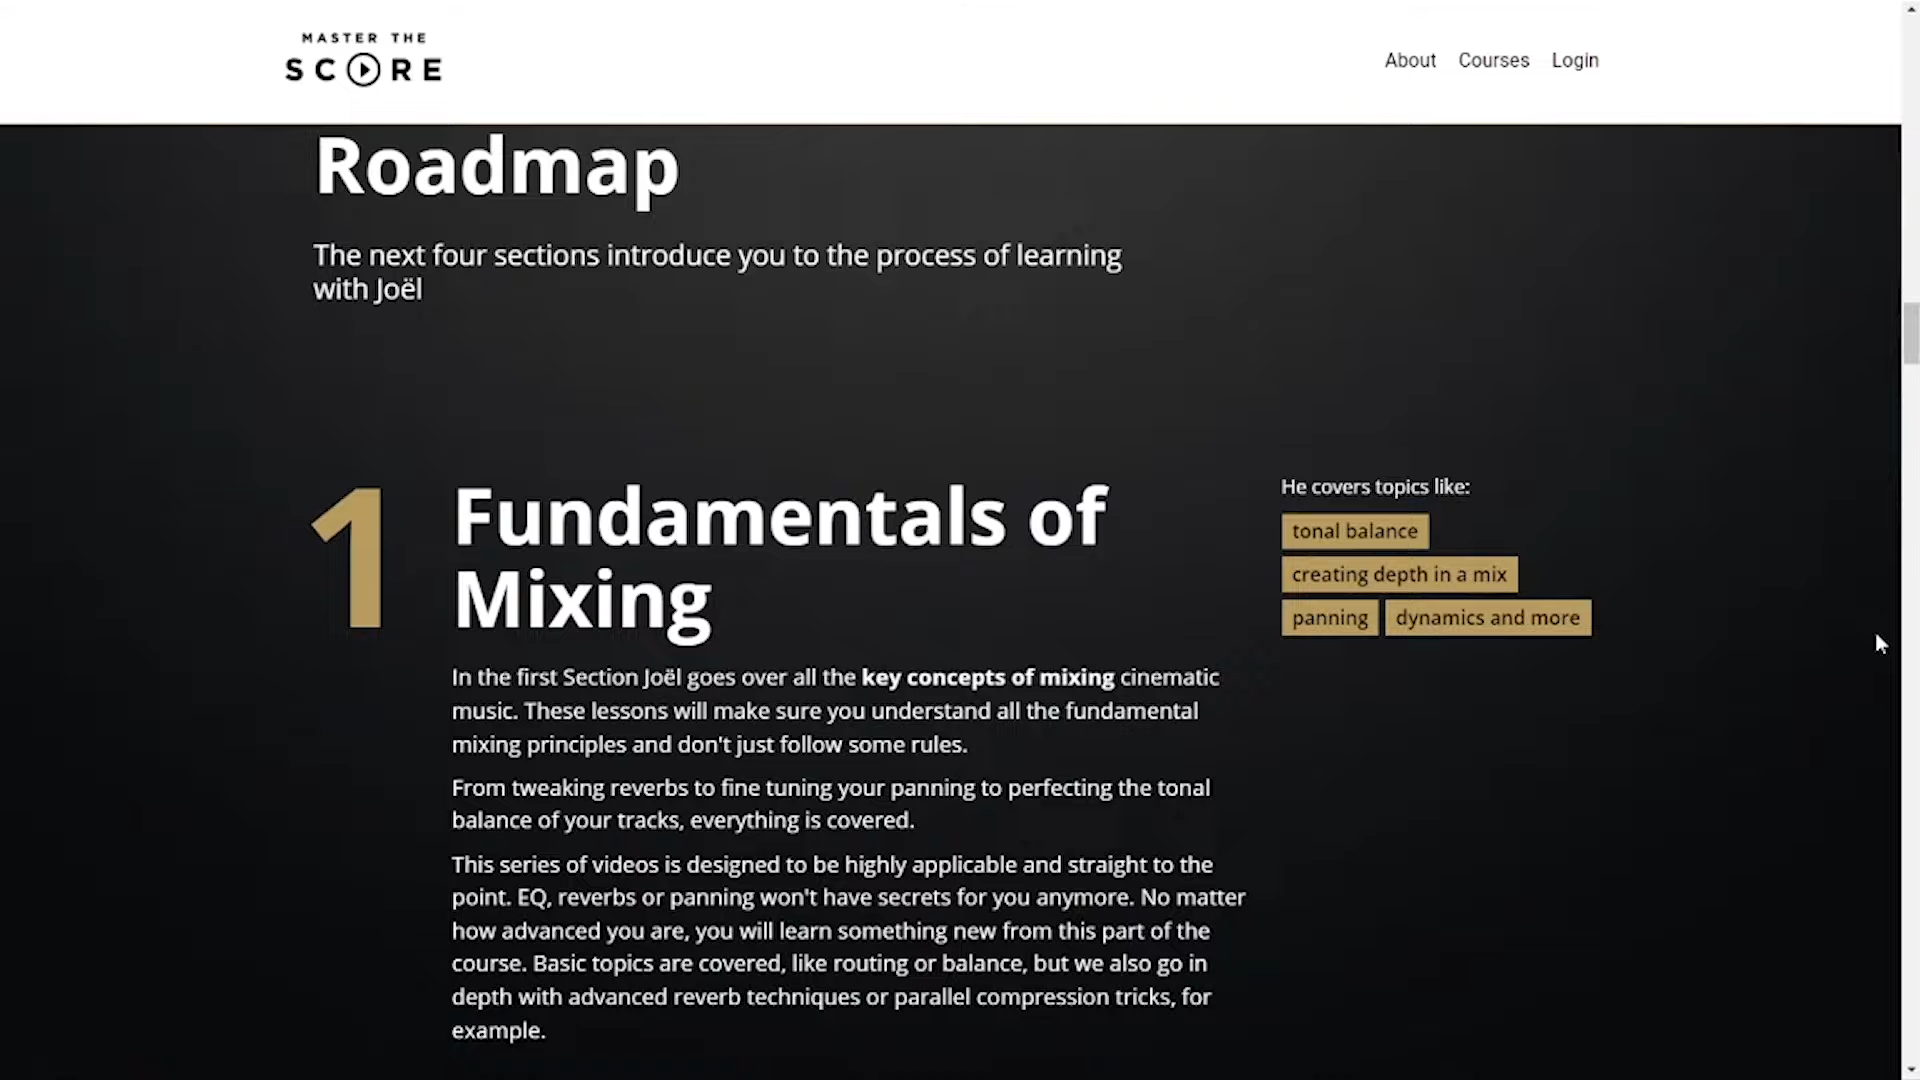 MASTER THE
SCORE
About Courses Login
Roadmap
The next four sections introduce you to the process of learning
with Joël
1
Fundamentals of
Mixing
In the first Section Joël goes over all the key concepts of mixing cinematic
music. These lessons will make sure you understand all the fundamental
mixing principles and don't just follow some rules.
From tweaking reverbs to fine tuning your panning to perfecting the tonal
balance of your tracks, everything is covered.
This series of videos is designed to be highly applicable and straight to the
point. EQ, reverbs or panning won't have secrets for you anymore. No matter
how advanced you are, you will learn something new from this part of the
course. Basic topics are covered, like routing or balance, but we also go in
depth with advanced reverb techniques or parallel compression tricks, for
example.
He covers topics like:
tonal balance
creating depth in a mix
panning dynamics and more